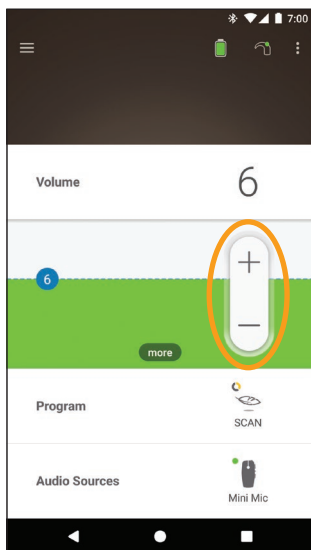 7:00
Volume
6
6
more
Program
SCAN
Audio Sources
Mini Mic